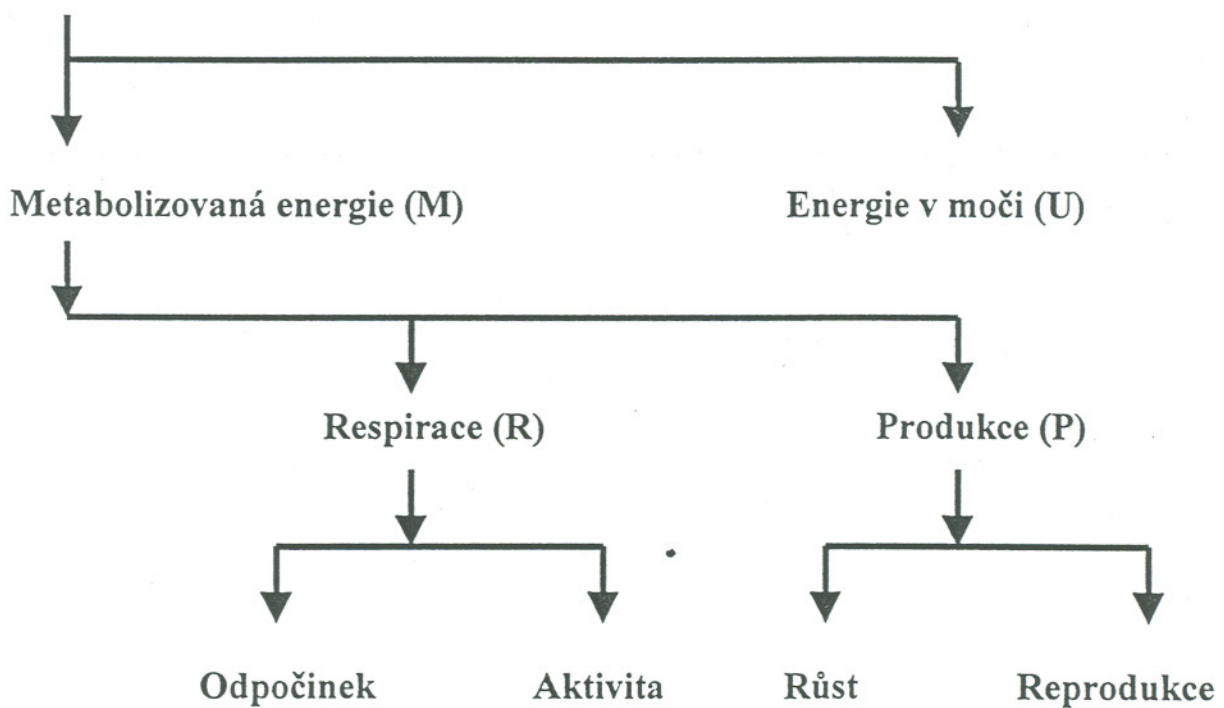 Metabolizovaná energie (M) Energie v moči (U)
Respirace (R) Produkce (P)
Odpočinek Aktivita Růst Reprodukce